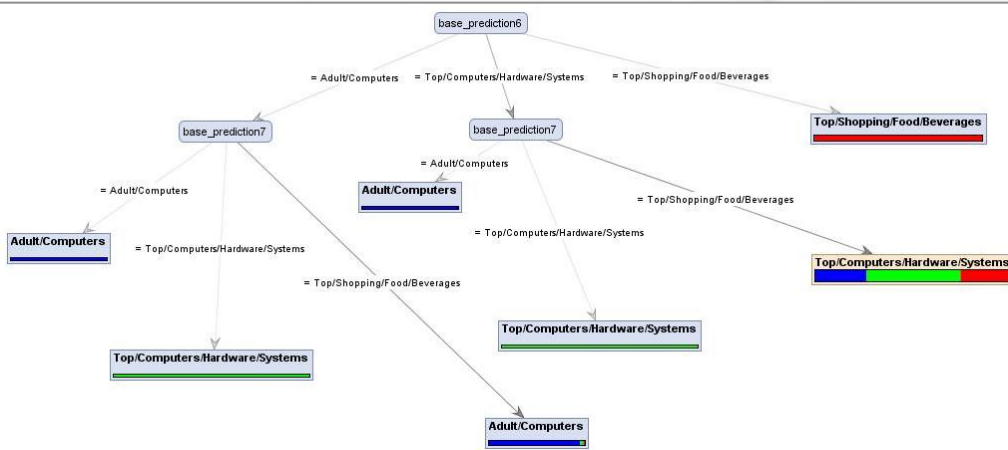 base_prediction6
= Adult/Computers
= Top/Computers/Hardware/Systems
= Top/Shopping/Food/Beverages
base_prediction7
base_prediction7
Top/Shopping/Food/Beverages
= Adult/Computers
Adult/Computers
= Adult/Computers
= Top/Shopping/Food/Beverages
= Top/Computers/Hardware/Systems
Adult/Computers
= Top/Computers/Hardware/Systems
Top/Computers/Hardware/Systems
= Top/Shopping/Food/Beverages
Top/Computers/Hardware/Systems
Top/Computers/Hardware/Systems
Adult/Computers